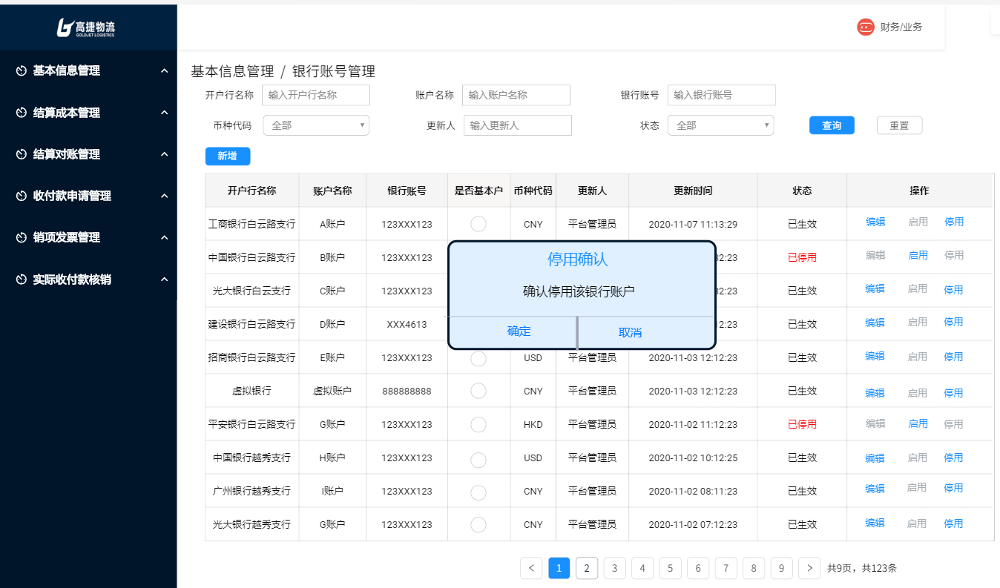 高捷物流
GOLDJET LOGISTICS
财务/业务
基本信息管理
结算成本管理
结算对账管理
收付款申请管理
销项发票管理
实际收付款核销
基本信息管理 / 银行账号管理
开户行名称 输入开户行名称 账户名称 输入账户名称 银行账号 输入银行账号
币种代码 全部 更新人 输入更新人 状态 全部 查询 重置
新增
开户行名称 账户名称 银行账号 是否基本户 币种代码 更新人 更新时间 状态 操作
工商银行白云路支行 A账户 123XXX123 CNY 平台管理员 2020-11-07 11:13:29 已生效 编辑 启用 停用
中国银行白云路支行 B账户 123XXX123 32:23 已停用 编辑 启用 停用
光大银行白云支行 C账户 123XXX123 32:23 已生效 编辑 启用 停用
建设银行白云路支行 D账户 XXX4613 2:23 已生效 编辑 启用 停用
停用确认
确认停用该银行账户
确定 取消
招商银行白云路支行 E账户 123XXX123 USD 平台管理员 2020-11-03 12:12:23 已生效 编辑 启用 停用
虚拟银行 虚拟账户 888888888 CNY 平台管理员 2020-11-03 12:12:23 已生效 编辑 启用 停用
平安银行白云路支行 G账户 123XXX123 HKD 平台管理员 2020-11-02 11:12:23 已停用 编辑 启用 停用
中国银行越秀支行 H账户 123XXX123 USD 平台管理员 2020-11-02 10:12:25 已生效 编辑 启用 停用
广州银行越秀支行 I账户 123XXX123 CNY 平台管理员 2020-11-02 08:11:23 已生效 编辑 启用 停用
光大银行越秀支行 G账户 123XXX123 CNY 平台管理员 2020-11-02 07:12:23 已生效 编辑 启用 停用
< 1 2 3 4 5 6 7 8 9 > 共9页，共123条